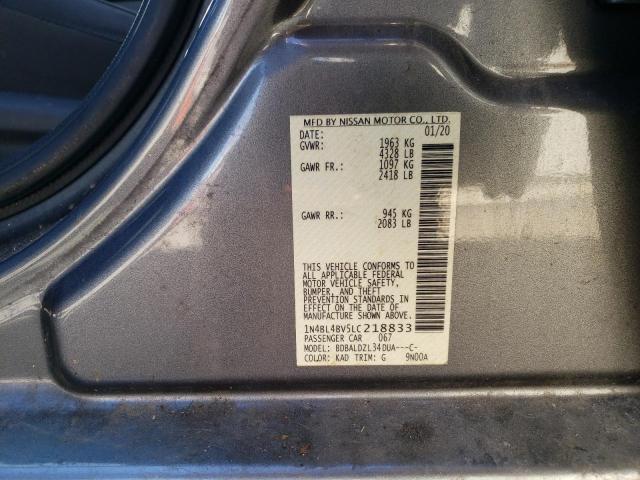 MFD BY NISSAN MOTOR CO., LTD.
DATE: 01/20
GVWR: 1963 KG
4328 LB
GAWR FR.: 1097 KG
2418 LB
GAWR RR.: 945 KG
2083 LB
THIS VEHICLE CONFORMS TO
ALL APPLICABLE FEDERAL
MOTOR VEHICLE SAFETY,
BUMPER, AND THEFT
PREVENTION STANDARDS IN
EFFECT ON THE DATE OF
MANUFACTURE SHOWN ABOVE.
1N4BL4BV5LC218833
PASSENGER CAR 067
MODEL: BDBALDZL34DUA---C-
COLOR: KAD TRIM: G 9N00A